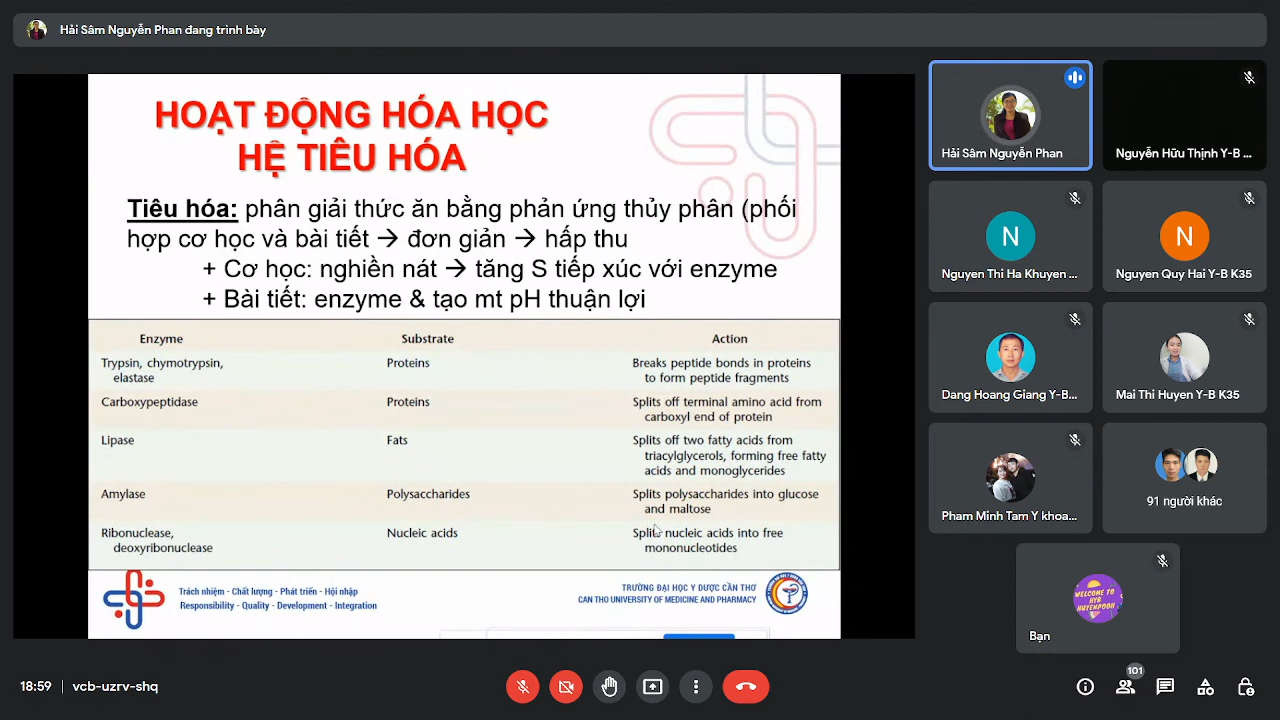 Hải Sâm Nguyễn Phan đang trình bày
HOẠT ĐỘNG HÓA HỌC
HỆ TIÊU HÓA
Tiêu hóa: phân giải thức ăn bằng phản ứng thủy phân (phối
hợp cơ học và bài tiết → đơn giản → hấp thu
+ Cơ học: nghiền nát → tăng S tiếp xúc với enzyme
+ Bài tiết: enzyme & tạo mt pH thuận lợi
Enzyme Substrate Action
Trypsin, chymotrypsin, Proteins Breaks peptide bonds in proteins
elastase to form peptide fragments
Carboxypeptidase Proteins Splits off terminal amino acid from
carboxyl end of protein
Lipase Fats Splits off two fatty acids from
triacylglycerols, forming free fatty
acids and monoglycerides
Amylase Polysaccharides Splits polysaccharides into glucose
and maltose
Ribonuclease, Nucleic acids Splits nucleic acids into free
deoxyribonuclease mononucleotides
Trách nhiệm - Chất lượng - Phát triển - Hội nhập
Responsibility - Quality - Development - Integration
TRƯỜNG ĐẠI HỌC Y DƯỢC CẦN THƠ
CAN THO UNIVERSITY OF MEDICINE AND PHARMACY
Hải Sâm Nguyễn Phan
Nguyễn Hữu Thịnh Y-B ...
N
Nguyen Thi Ha Khuyen ...
N
Nguyen Quy Hai Y-B K35
Dang Hoang Giang Y-B...
Mai Thi Huyen Y-B K35
Pham Minh Tam Y khoa...
91 người khác
WELCOME TO
BYB
HUYENPOOH
Bạn
18:59 | vcb-uzrv-shq
101